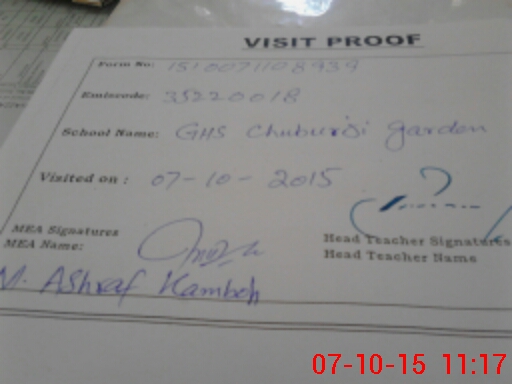 VISIT PROOF
Form No: 1510071108939
Emiscode: 35220018
School Name: GHS Chuburji garden
Visited on : 07-10-2015
MEA Signatures
MEA Name:
M. Ashraf Kamboh
Head Teacher Signatures
Head Teacher Name
07-10-15 11:17